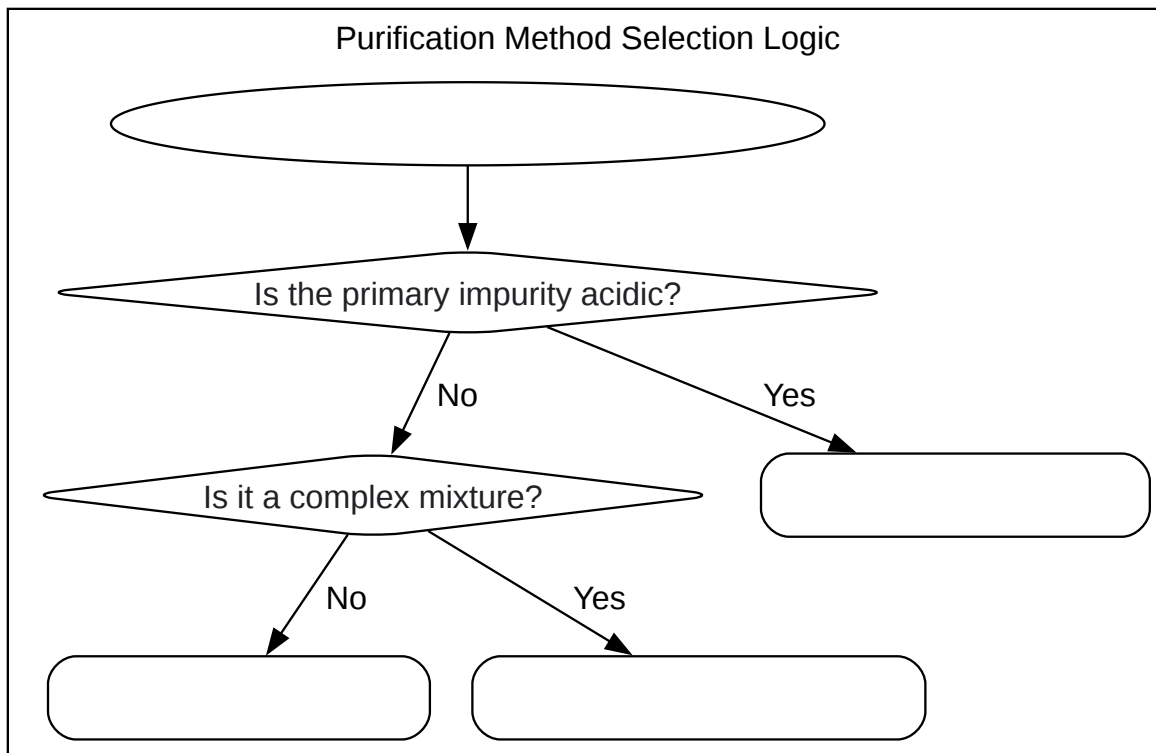 Purification Method Selection Logic
Is the primary impurity acidic?
No
Yes
Is it a complex mixture?
No
Yes